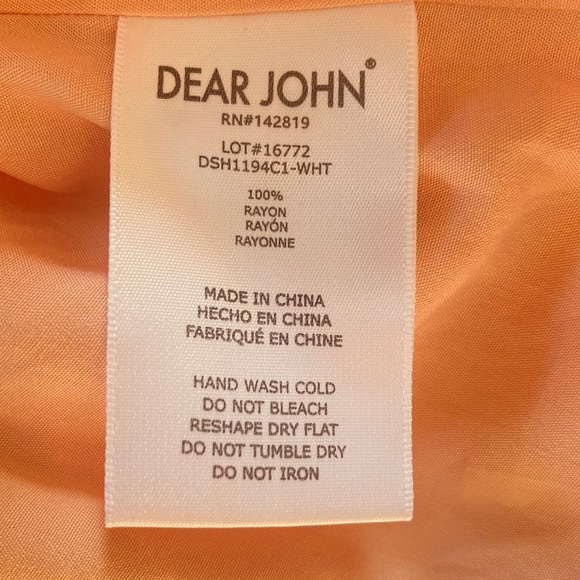 DEAR JOHN®
RN#142819
LOT#16772
DSH1194C1-WHT
100%
RAYON
RAYÓN
RAYONNE
MADE IN CHINA
HECHO EN CHINA
FABRIQUÉ EN CHINE
HAND WASH COLD
DO NOT BLEACH
RESHAPE DRY FLAT
DO NOT TUMBLE DRY
DO NOT IRON